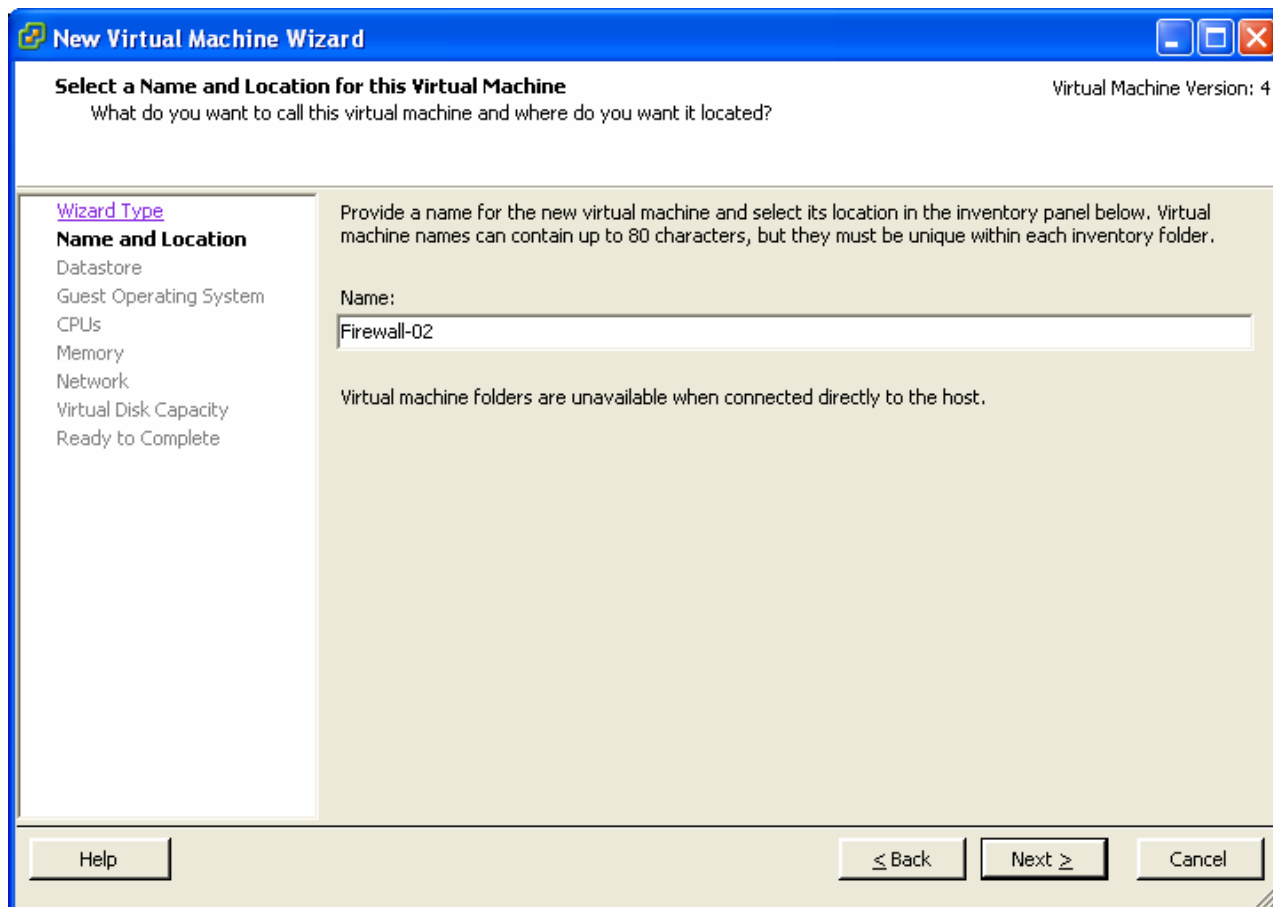 New Virtual Machine Wizard
Select a Name and Location for this Virtual Machine
Virtual Machine Version: 4
What do you want to call this virtual machine and where do you want it located?
Wizard Type
Name and Location
Datastore
Guest Operating System
CPUs
Memory
Network
Virtual Disk Capacity
Ready to Complete
Provide a name for the new virtual machine and select its location in the inventory panel below. Virtual
machine names can contain up to 80 characters, but they must be unique within each inventory folder.
Name:
Firewall-02
Virtual machine folders are unavailable when connected directly to the host.
Help
< Back
Next >
Cancel